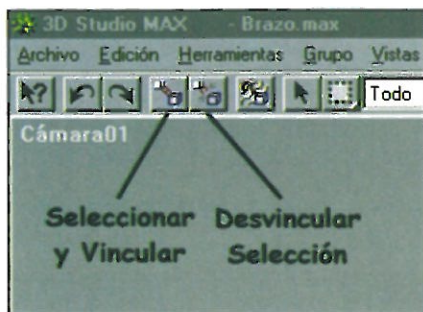 3D Studio MAX - Brazo.max
Archivo Edición Herramientas Grupo Vistas
Todo
Cámara01
Seleccionar Desvincular
y Vincular Selección